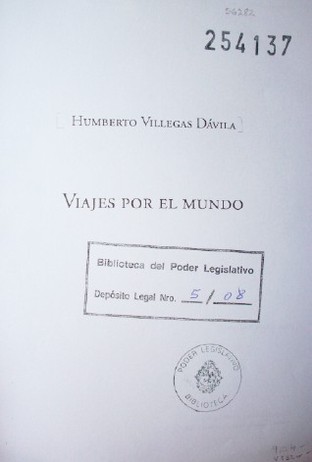 56282
254137
[HUMBERTO VILLEGAS DÁVILA]
VIAJES POR EL MUNDO
Biblioteca del Poder Legislativo
Depósito Legal Nro. 5 / 08
PODER LEGISLATIVO
BIBLIOTECA